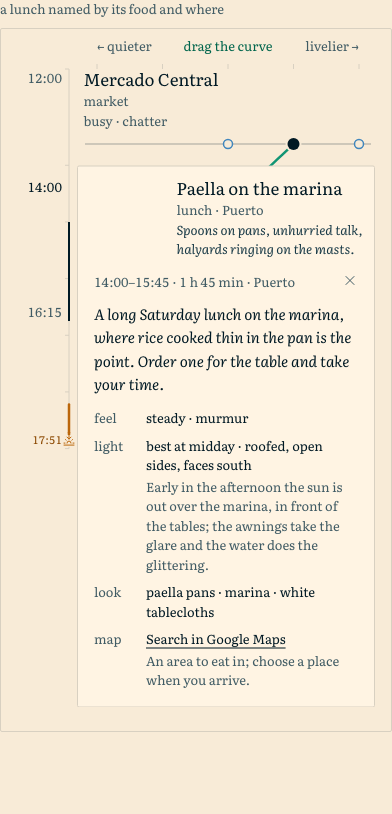 a lunch named by its food and where
← quieter drag the curve livelier →
12:00 Mercado Central
market
busy · chatter
14:00 Paella on the marina
lunch · Puerto
Spoons on pans, unhurried talk,
halyards ringing on the masts.
14:00–15:45 · 1 h 45 min · Puerto ×
16:15
A long Saturday lunch on the marina,
where rice cooked thin in the pan is the
point. Order one for the table and take
your time.
feel steady · murmur
17:51
light best at midday · roofed, open
sides, faces south
Early in the afternoon the sun is
out over the marina, in front of
the tables; the awnings take the
glare and the water does the
glittering.
look paella pans · marina · white
tablecloths
map Search in Google Maps
An area to eat in; choose a place
when you arrive.